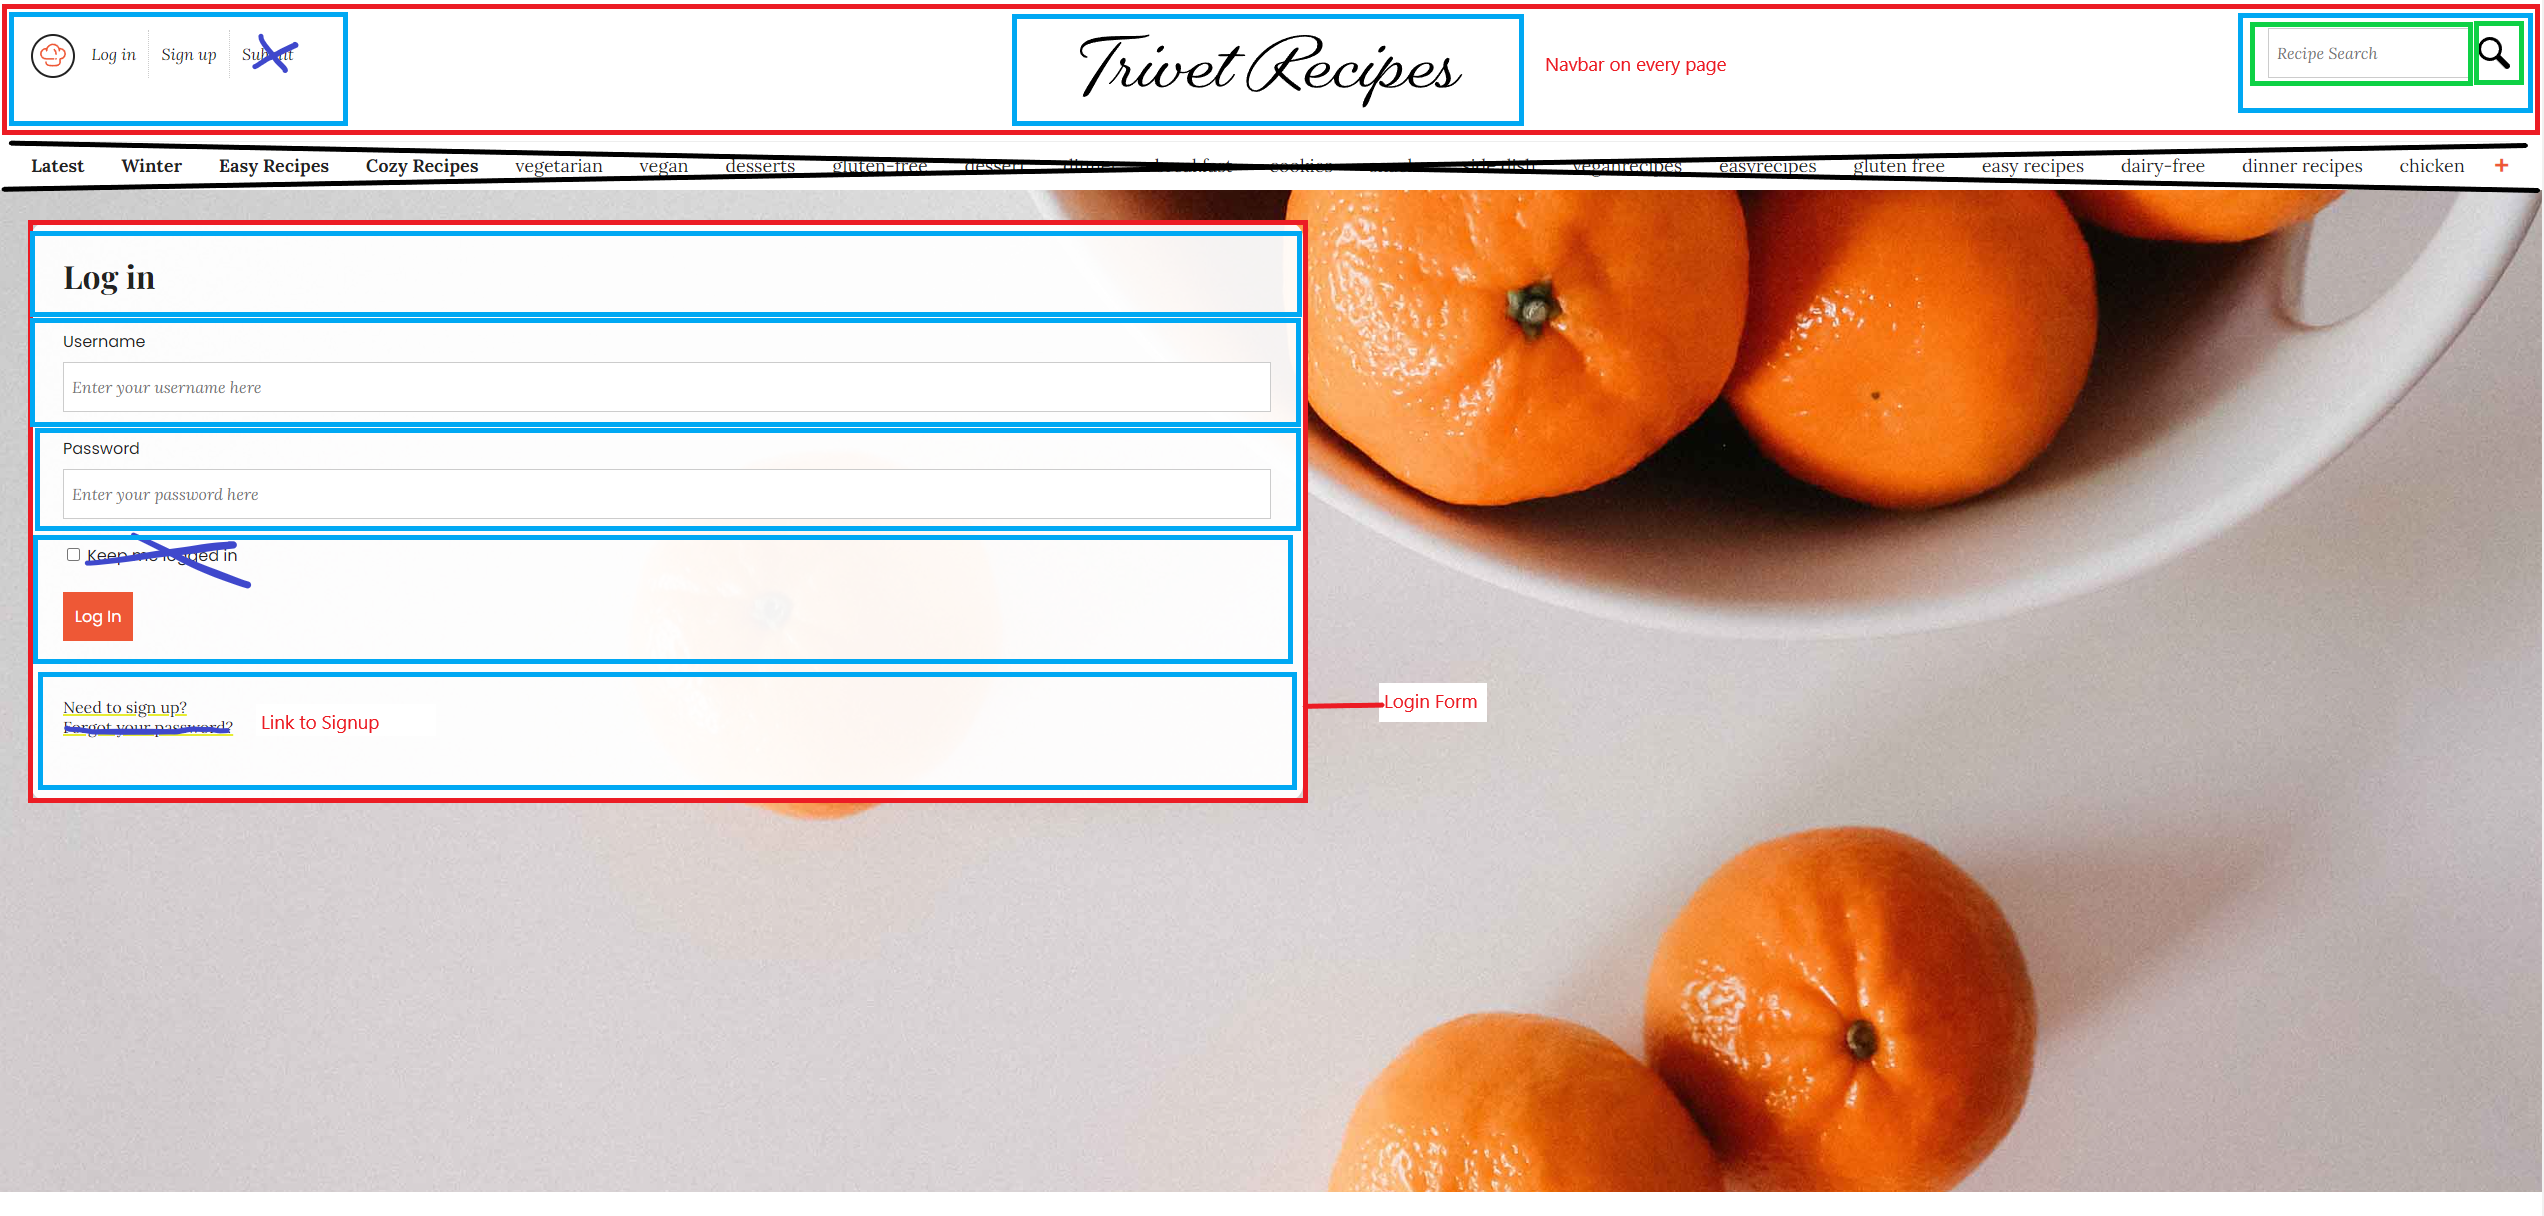 Log in Sign up Submit
Trivet Recipes
Navbar on every page
Recipe Search
Latest Winter Easy Recipes Cozy Recipes vegetarian vegan desserts gluten-free dessert dinner breakfast cookies snacks side dish veganrecipes easyrecipes gluten free easy recipes dairy-free dinner recipes chicken +
Log in
Username
Enter your username here
Password
Enter your password here
Keep me logged in
Log In
Need to sign up?
Forgot your password?
Link to Signup
Login Form